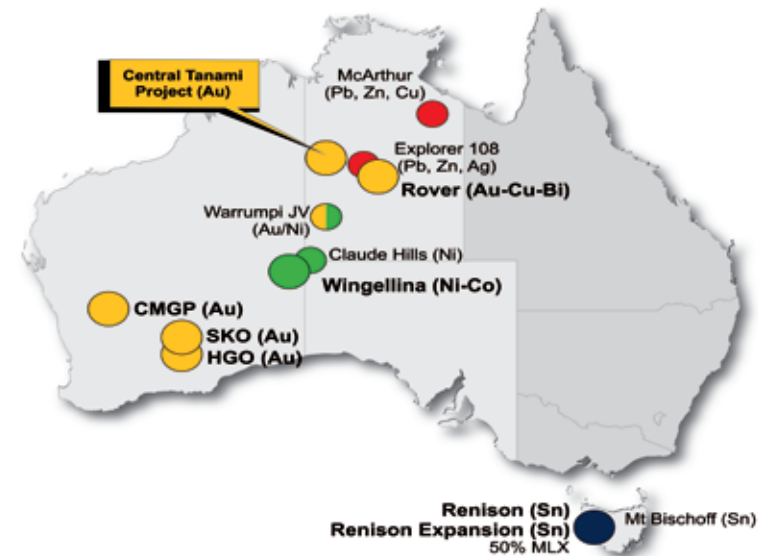 Central Tanami
Project (Au)
McArthur
(Pb, Zn, Cu)
Explorer 108
(Pb, Zn, Ag)
Rover (Au-Cu-Bi)
Warrumpi JV
(Au/Ni)
Claude Hills (Ni)
Wingellina (Ni-Co)
CMGP (Au)
SKO (Au)
HGO (Au)
Renison (Sn)
Mt Bischoff (Sn)
Renison Expansion (Sn)
50% MLX